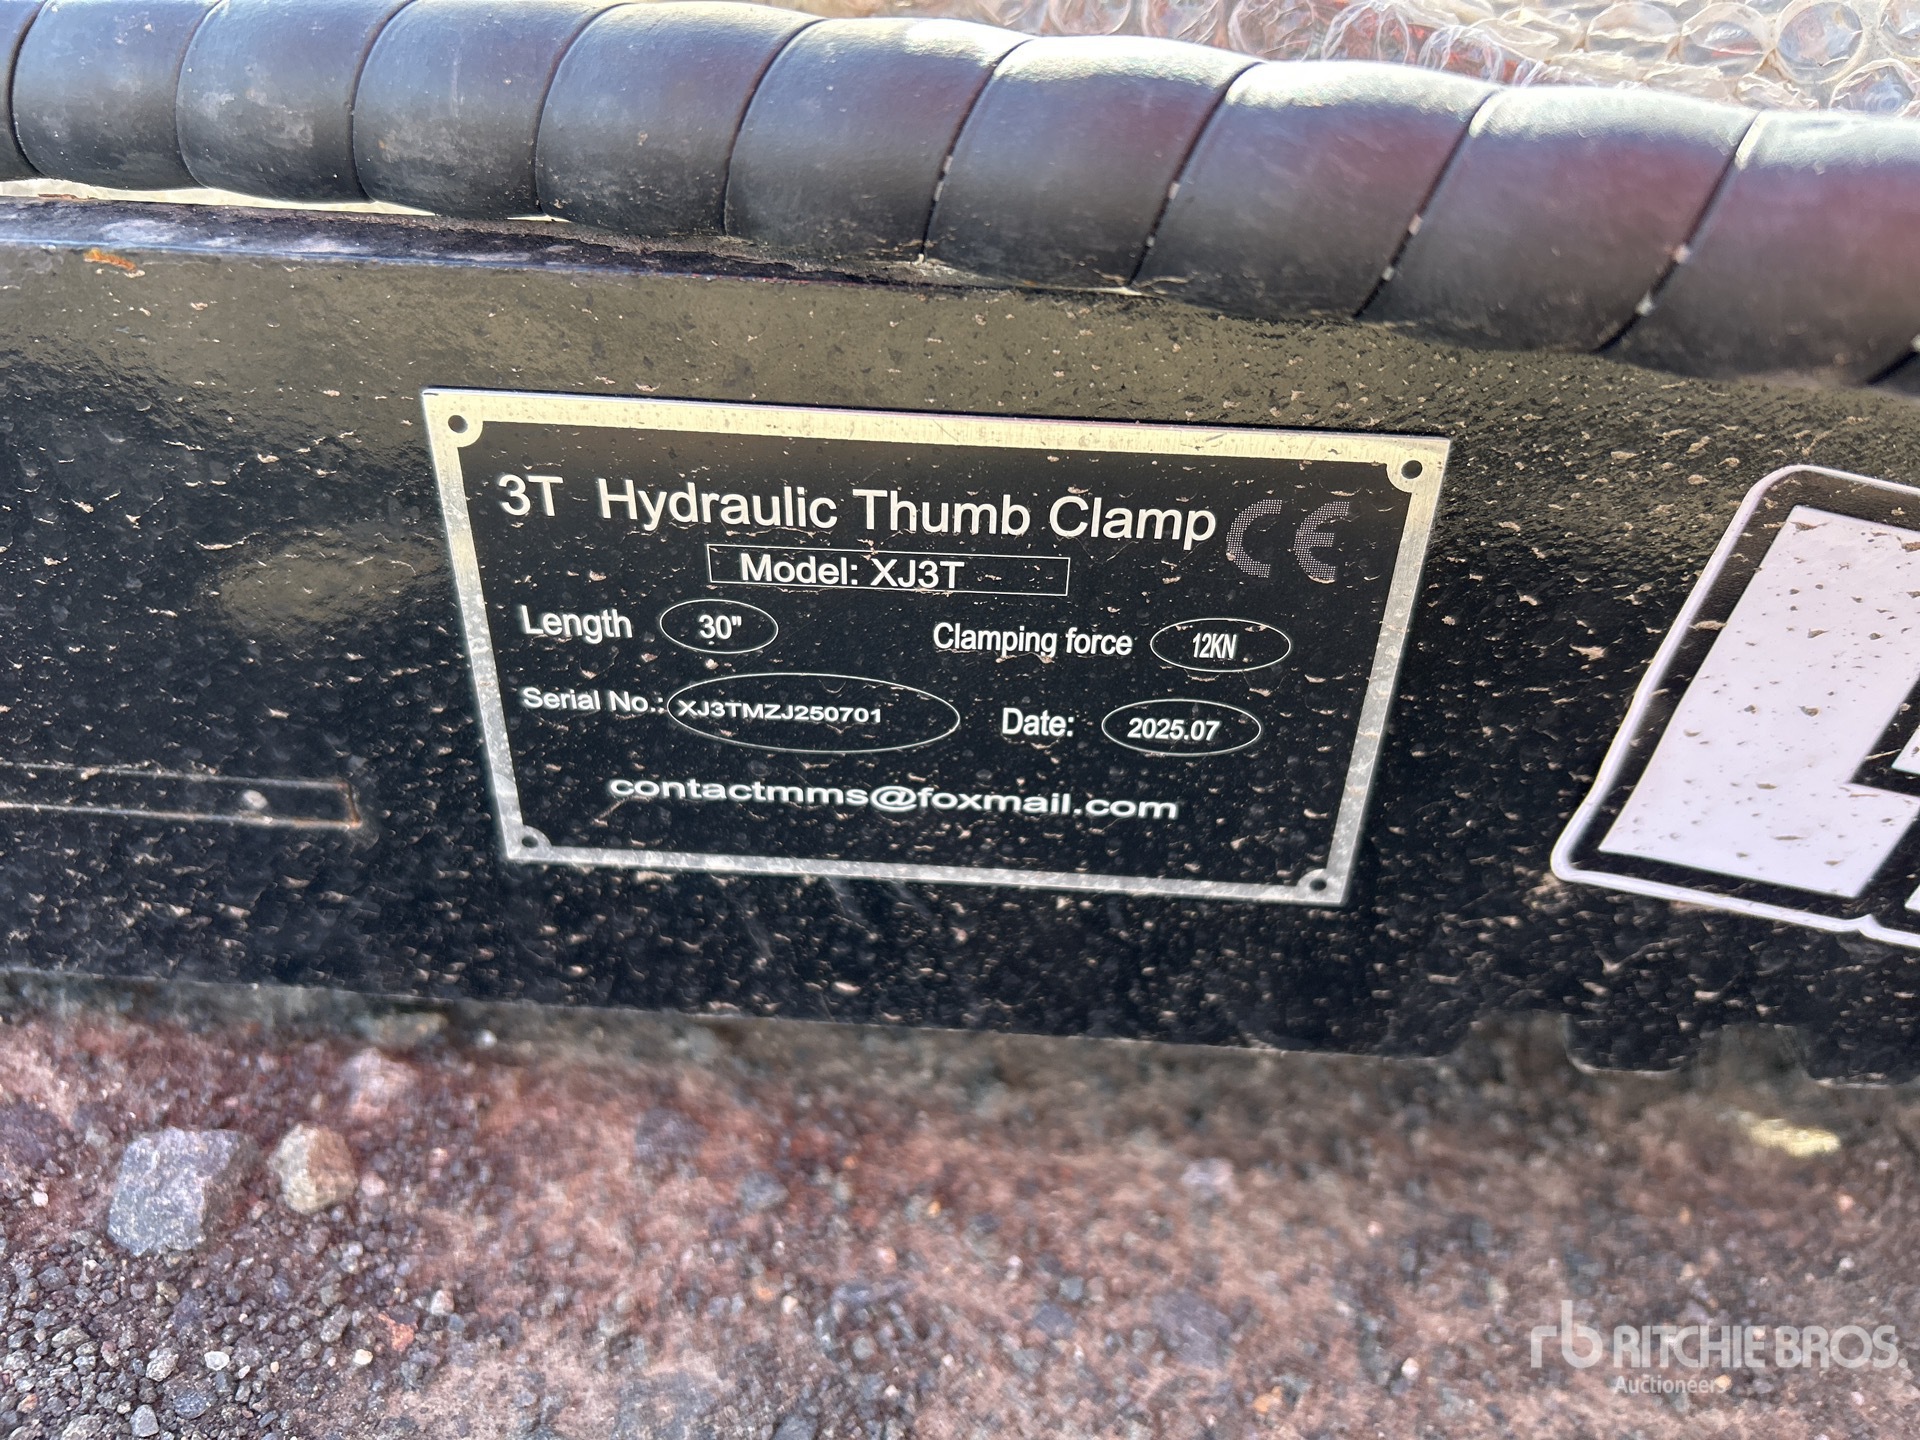 3T Hydraulic Thumb Clamp CE
Model: XJ3T
Length 30" Clamping force 12KN
Serial No.: XJ3TMZJ250701 Date: 2025.07
contactmms@foxmail.com
rb RITCHIE BROS.
Auctioneers